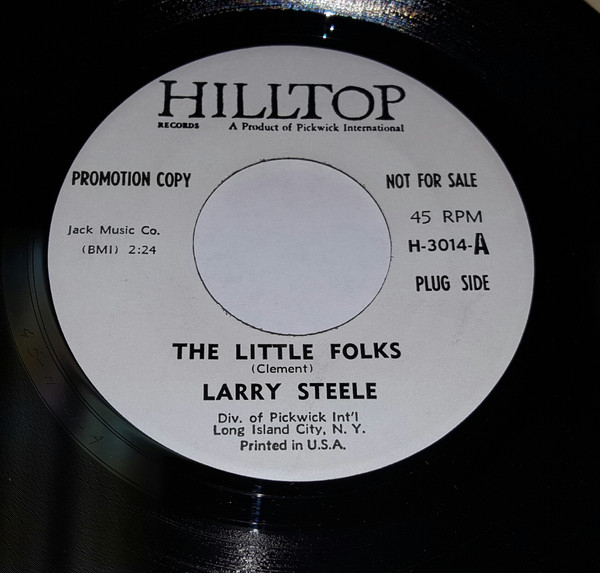 HILLTOP
RECORDS A Product of Pickwick International
PROMOTION COPY
NOT FOR SALE
Jack Music Co.
(BMI) 2:24
45 RPM
H-3014-A
PLUG SIDE
THE LITTLE FOLKS
(Clement)
LARRY STEELE
Div. of Pickwick Int'l
Long Island City, N. Y.
Printed in U.S.A.